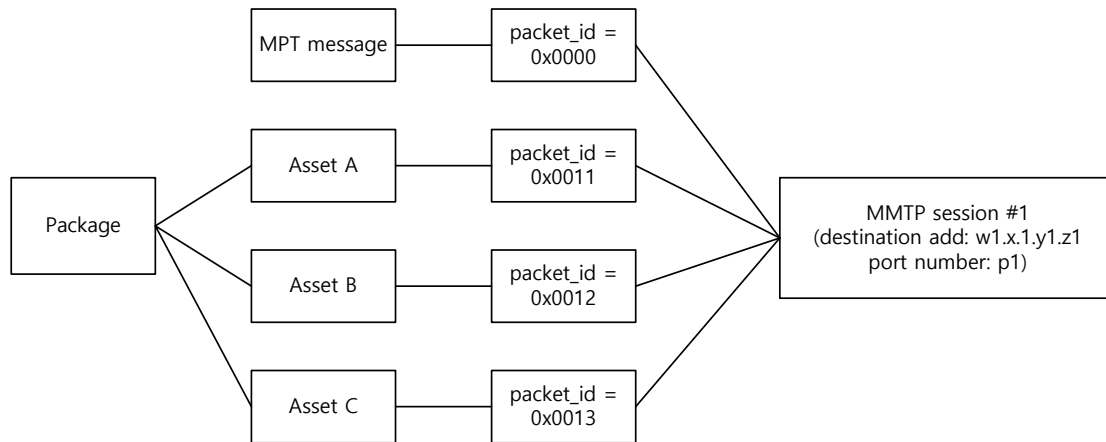 MPT message
packet_id =
0x0000
Asset A
packet_id =
0x0011
Package
MMTP session #1
(destination add: w1.x.1.y1.z1
port number: p1)
Asset B
packet_id =
0x0012
Asset C
packet_id =
0x0013